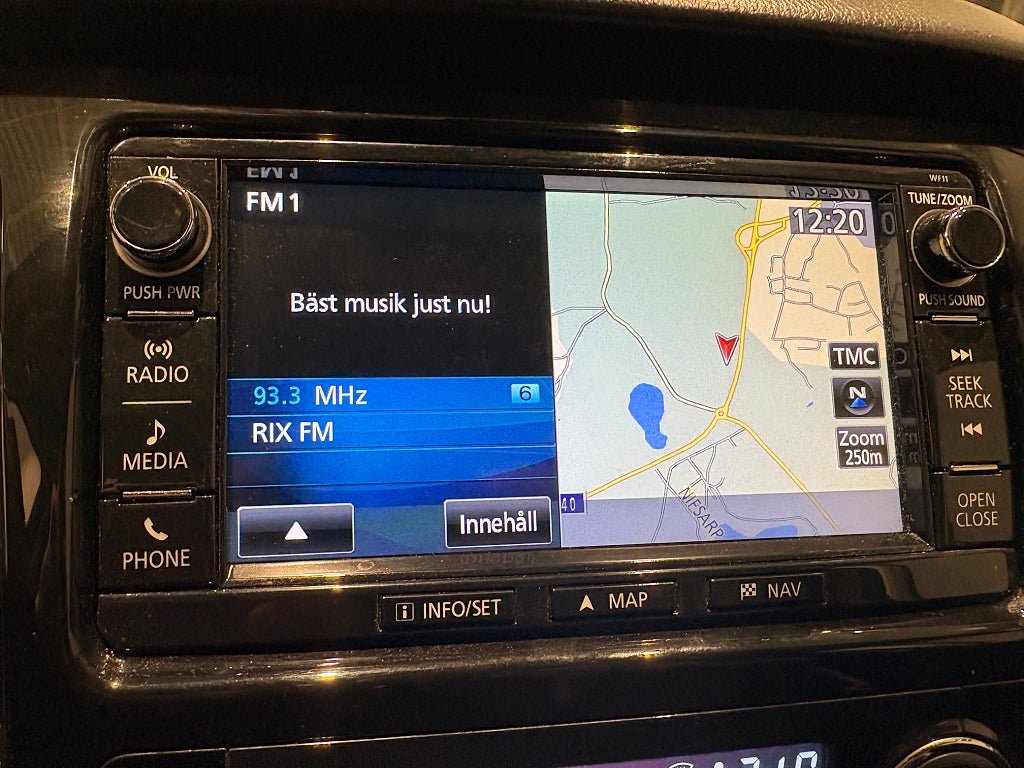 WF11
VOL
TUNE/ZOOM
FM 1
12:20
PUSH PWR
PUSH SOUND
Bäst musik just nu!
RADIO
TMC
SEEK
TRACK
N
93.3 MHz
6
RIX FM
MEDIA
Zoom
250m
40
NIFSARP
OPEN
CLOSE
Innehåll
PHONE
i INFO/SET
MAP
NAV